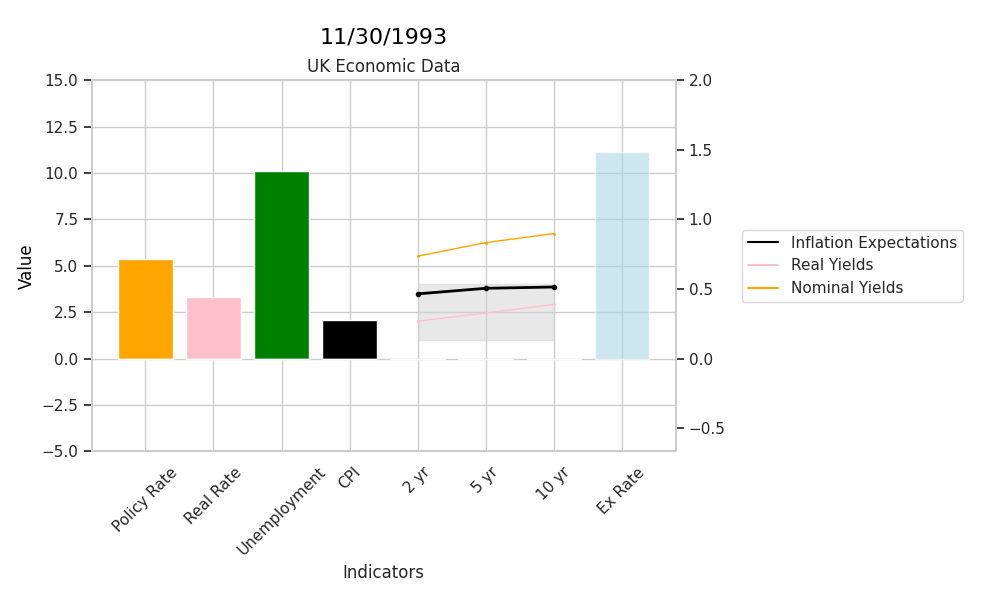 11/30/1993
UK Economic Data
15.0
12.5
10.0
7.5
5.0
2.5
0.0
−2.5
−5.0
Value
2.0
1.5
1.0
0.5
0.0
−0.5
Policy Rate
Real Rate
Unemployment
CPI
2 yr
5 yr
10 yr
Ex Rate
Indicators
Inflation Expectations
Real Yields
Nominal Yields